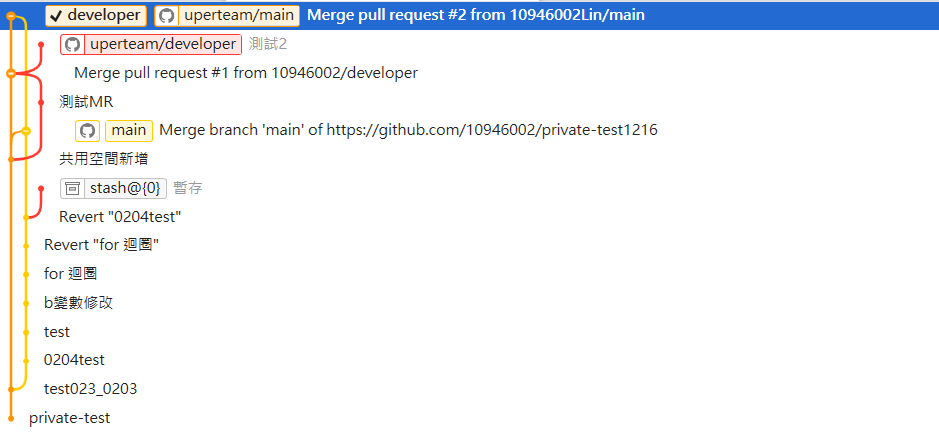 ✓ developer uperteam/main Merge pull request #2 from 10946002Lin/main
uperteam/developer 測試2
Merge pull request #1 from 10946002/developer
測試MR
main Merge branch 'main' of https://github.com/10946002/private-test1216
共用空間新增
stash@{0} 暫存
Revert "0204test"
Revert "for 迴圈"
for 迴圈
b變數修改
test
0204test
test023_0203
private-test